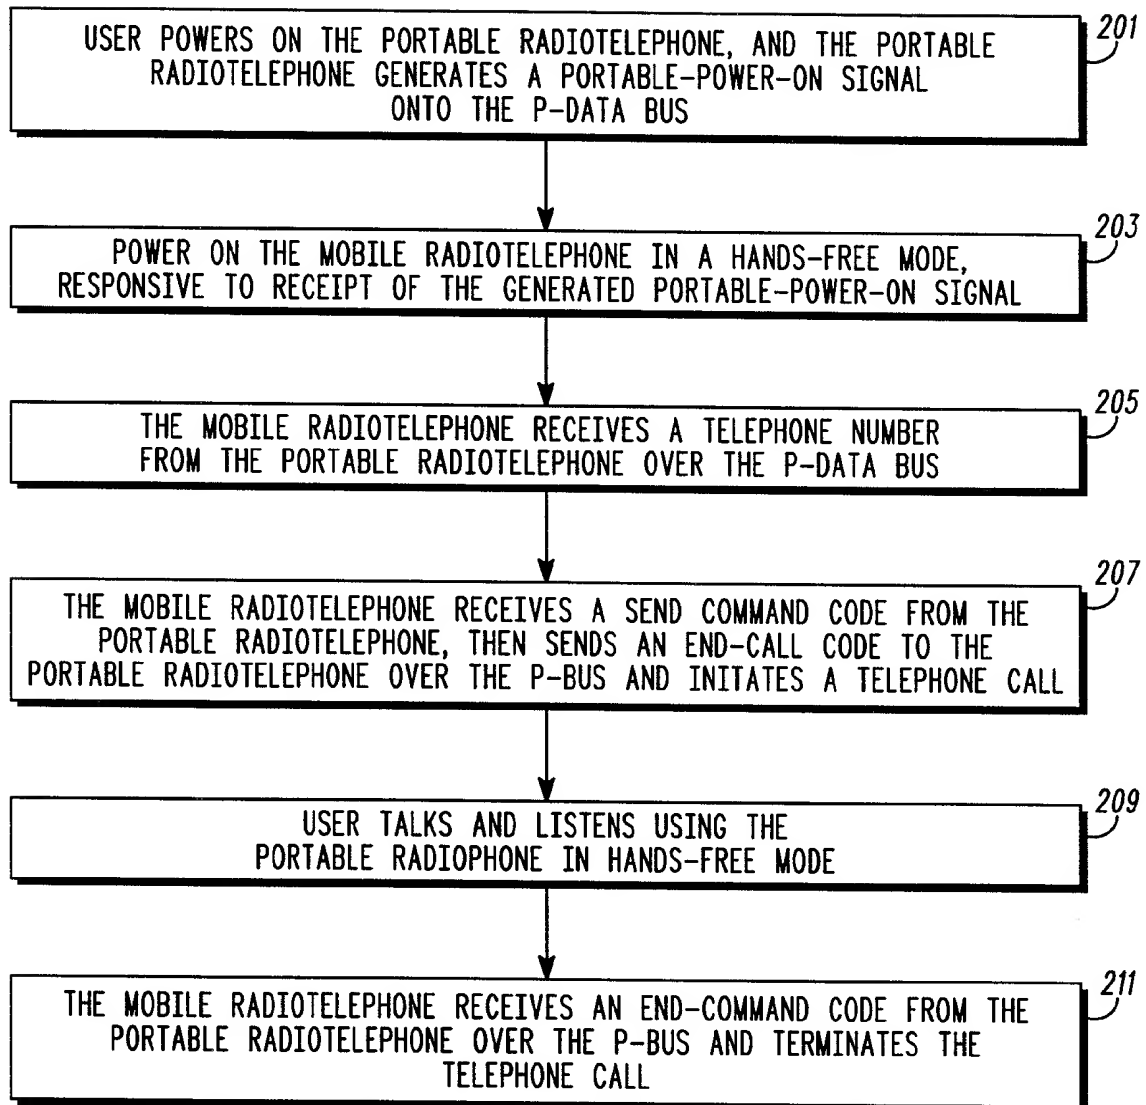 201
USER POWERS ON THE PORTABLE RADIOTELEPHONE, AND THE PORTABLE
RADIOTELEPHONE GENERATES A PORTABLE-POWER-ON SIGNAL
ONTO THE P-DATA BUS
203
POWER ON THE MOBILE RADIOTELEPHONE IN A HANDS-FREE MODE,
RESPONSIVE TO RECEIPT OF THE GENERATED PORTABLE-POWER-ON SIGNAL
205
THE MOBILE RADIOTELEPHONE RECEIVES A TELEPHONE NUMBER
FROM THE PORTABLE RADIOTELEPHONE OVER THE P-DATA BUS
207
THE MOBILE RADIOTELEPHONE RECEIVES A SEND COMMAND CODE FROM THE
PORTABLE RADIOTELEPHONE, THEN SENDS AN END-CALL CODE TO THE
PORTABLE RADIOTELEPHONE OVER THE P-BUS AND INITATES A TELEPHONE CALL
209
USER TALKS AND LISTENS USING THE
PORTABLE RADIOPHONE IN HANDS-FREE MODE
211
THE MOBILE RADIOTELEPHONE RECEIVES AN END-COMMAND CODE FROM THE
PORTABLE RADIOTELEPHONE OVER THE P-BUS AND TERMINATES THE
TELEPHONE CALL